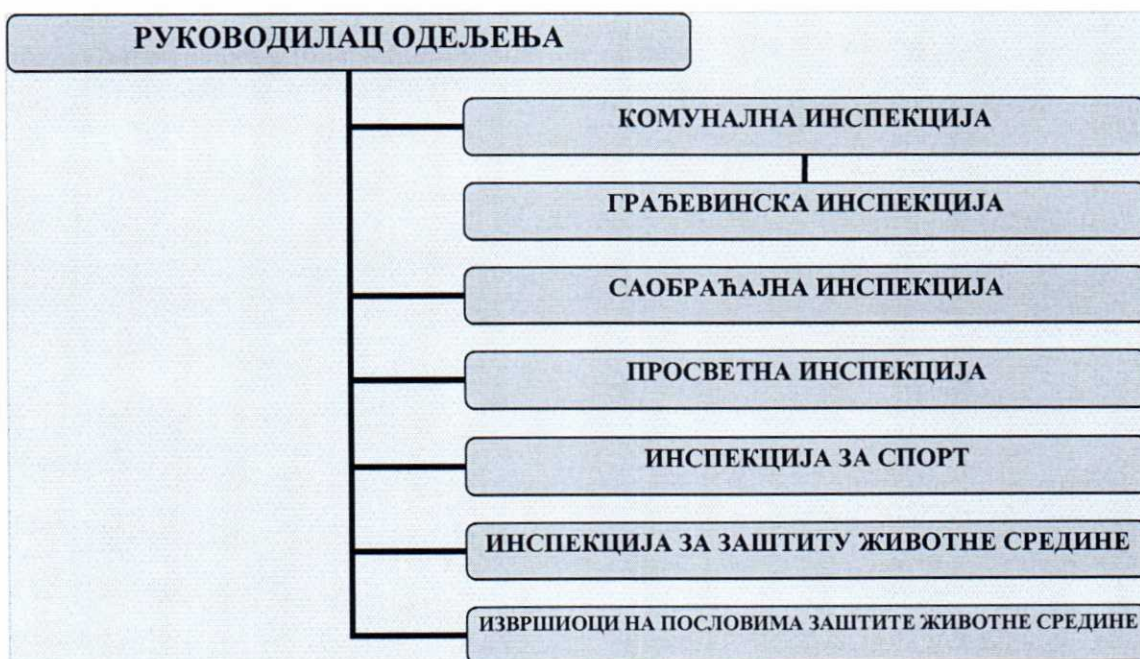 РУКОВОДИЛАЦ ОДЕЉЕЊА
КОМУНАЛНА ИНСПЕКЦИЈА
ГРАЂЕВИНСКА ИНСПЕКЦИЈА
САОБРАЋАЈНА ИНСПЕКЦИЈА
ПРОСВЕТНА ИНСПЕКЦИЈА
ИНСПЕКЦИЈА ЗА СПОРТ
ИНСПЕКЦИЈА ЗА ЗАШТИТУ ЖИВОТНЕ СРЕДИНЕ
ИЗВРШИОЦИ НА ПОСЛОВИМА ЗАШТИТЕ ЖИВОТНЕ СРЕДИНЕ